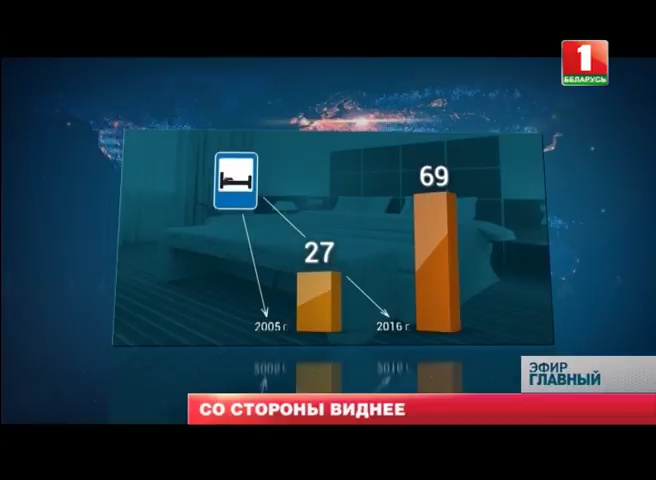 1
БЕЛАРУСЬ
69
27
2005 г
2016 г
ЭФИР
ГЛАВНЫЙ
СО СТОРОНЫ ВИДНЕЕ